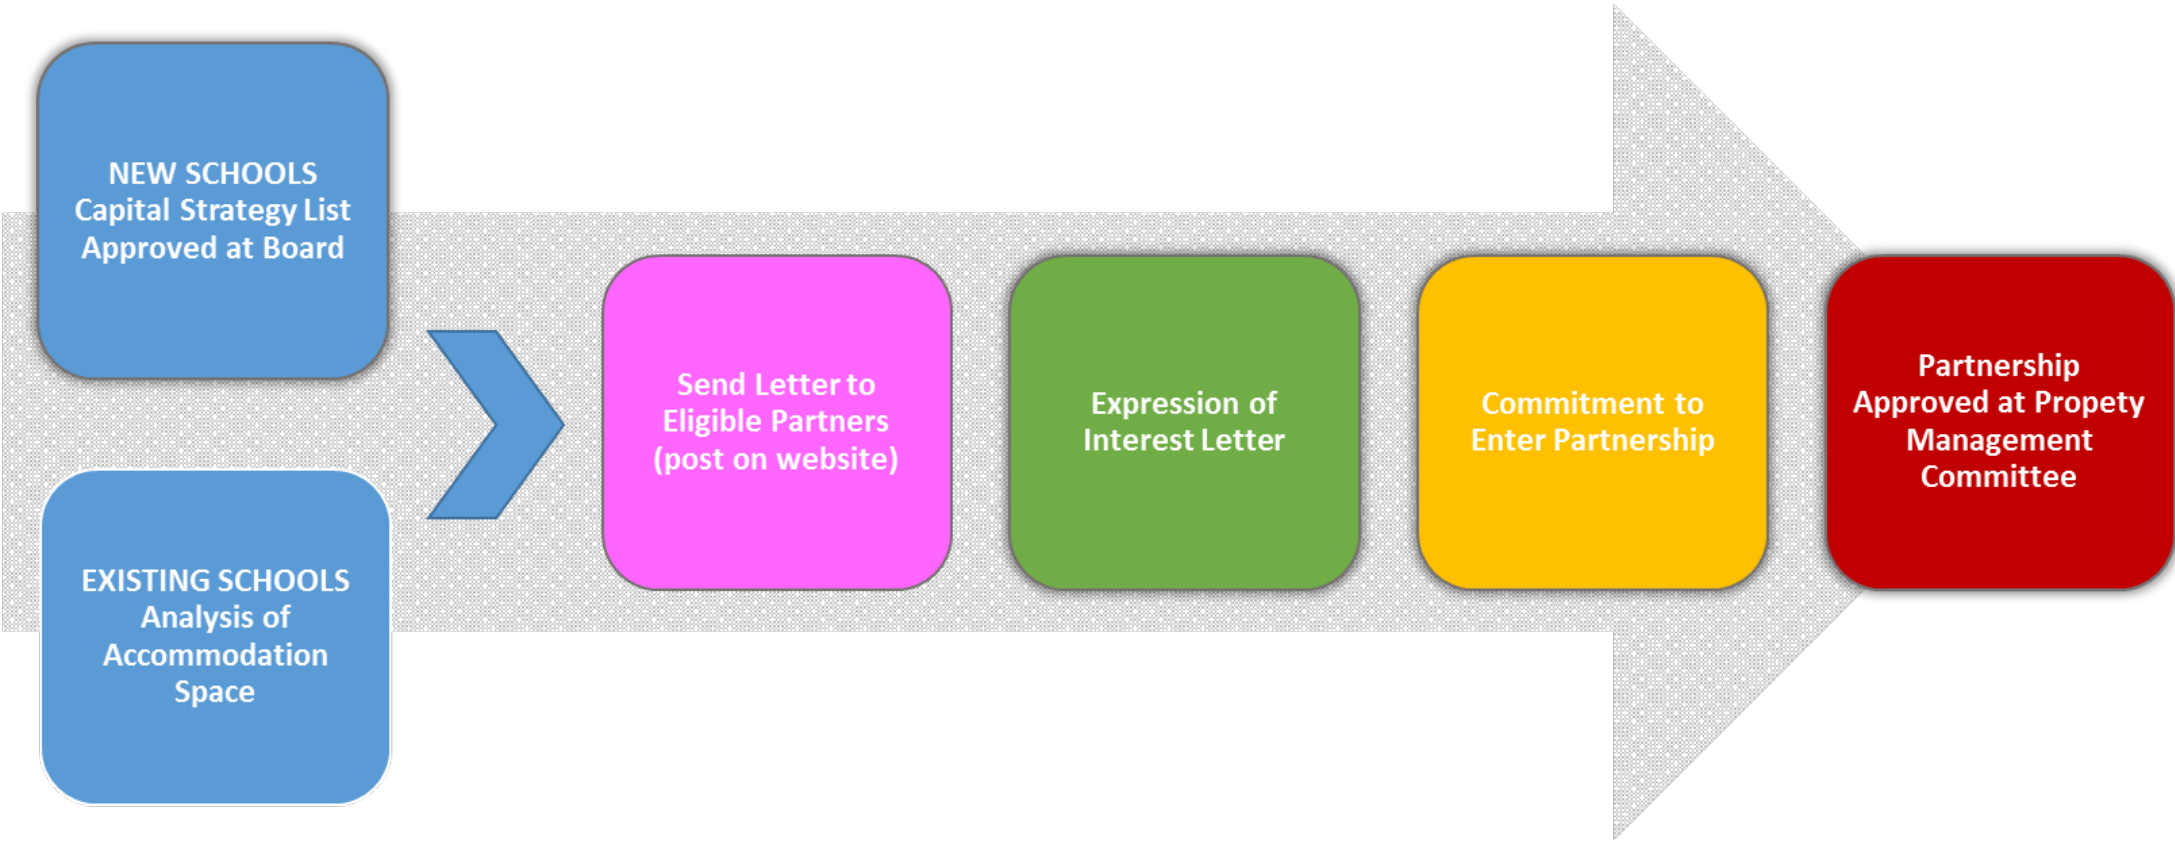 NEW SCHOOLS
Capital Strategy List
Approved at Board
EXISTING SCHOOLS
Analysis of
Accommodation
Space
Send Letter to
Eligible Partners
(post on website)
Expression of
Interest Letter
Commitment to
Enter Partnership
Partnership
Approved at Propety
Management
Committee